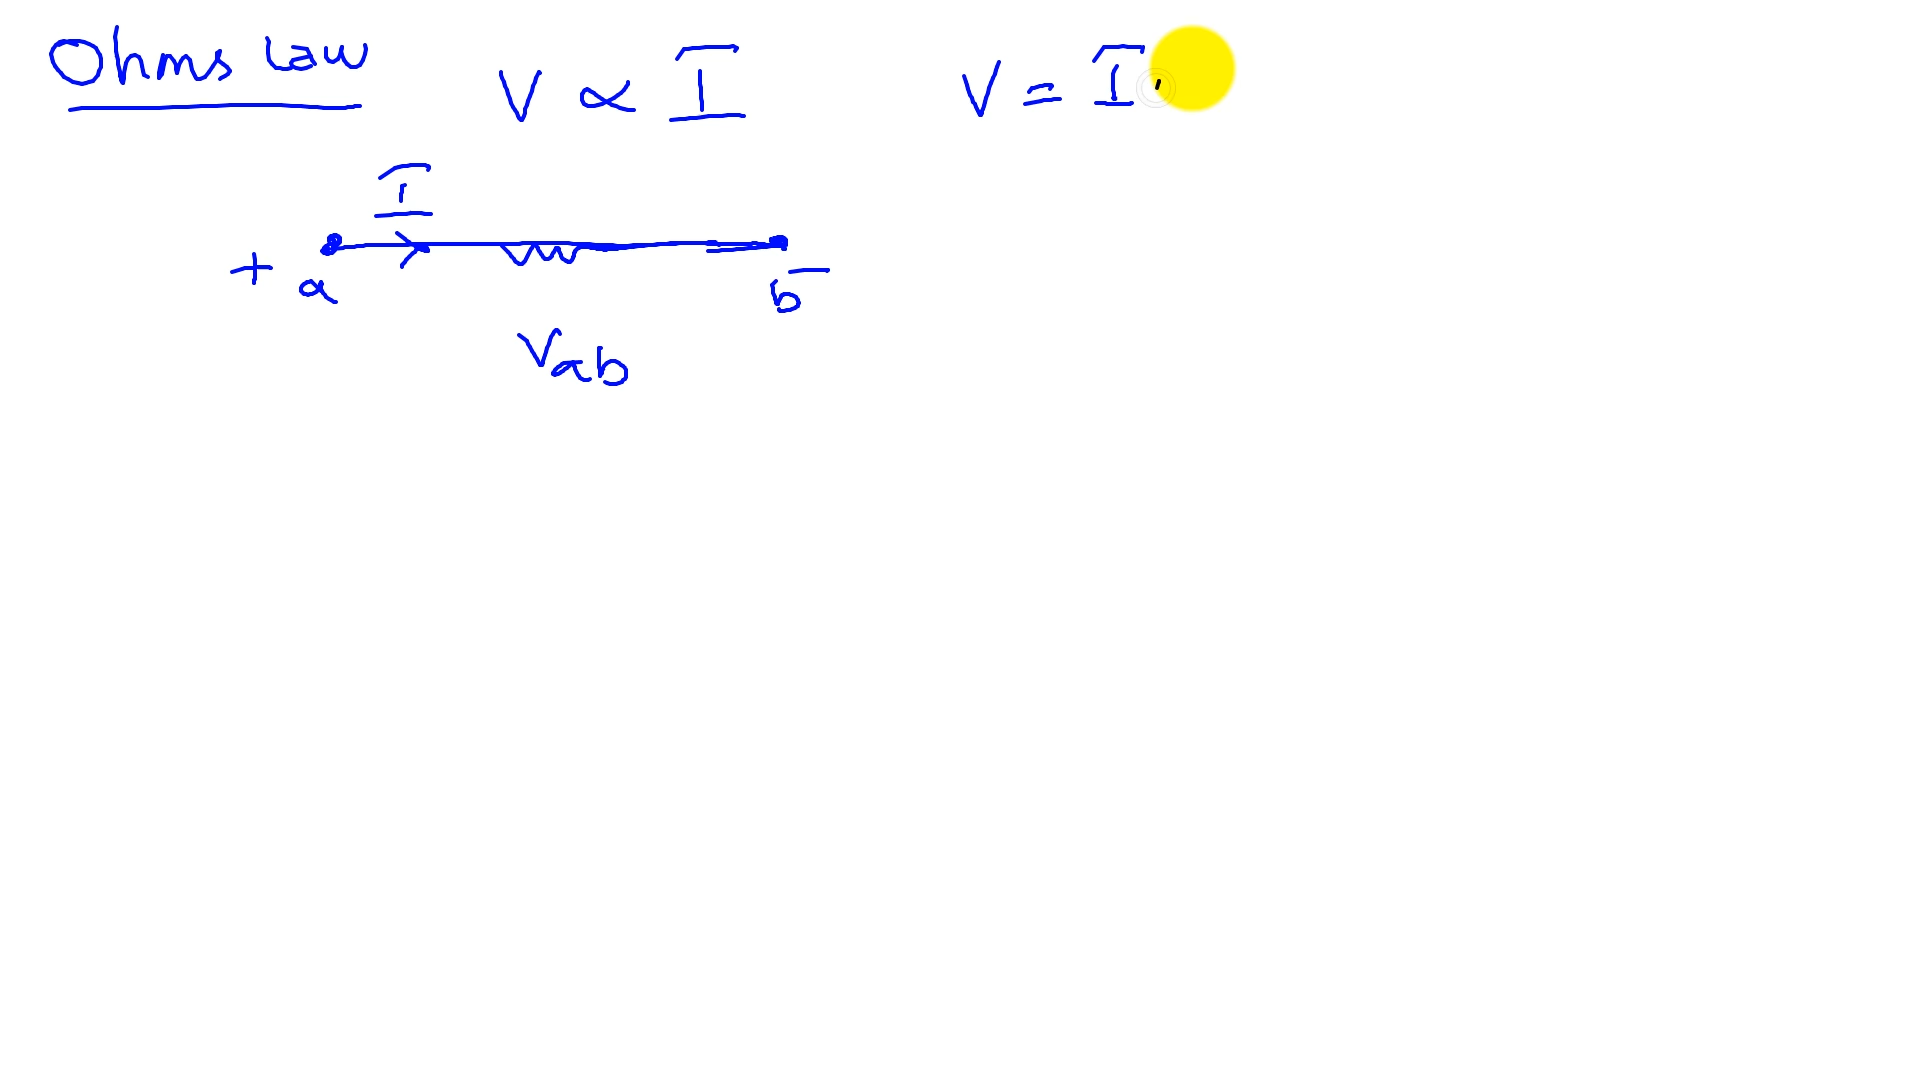 Ohms law V ∝ I V = I
I
+ a b -
Vab